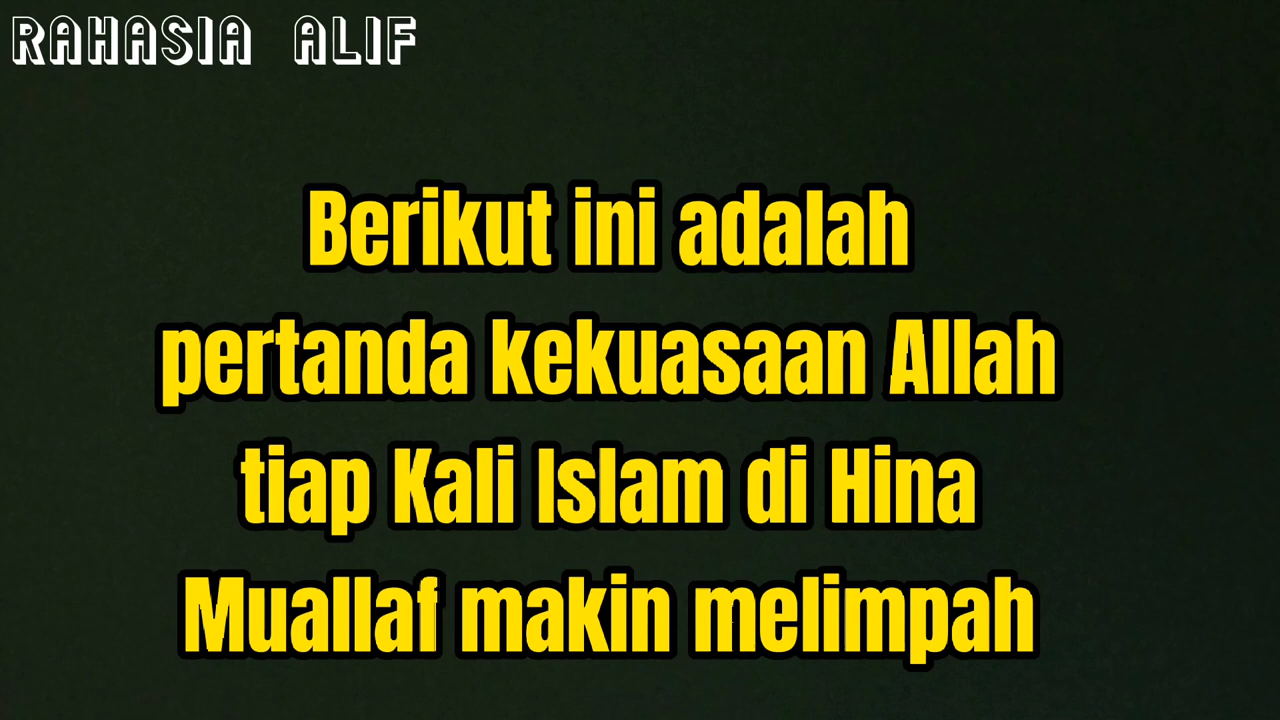 RAHASIA ALIF
Berikut ini adalah
pertanda kekuasaan Allah
tiap Kali Islam di Hina
Muallaf makin melimpah